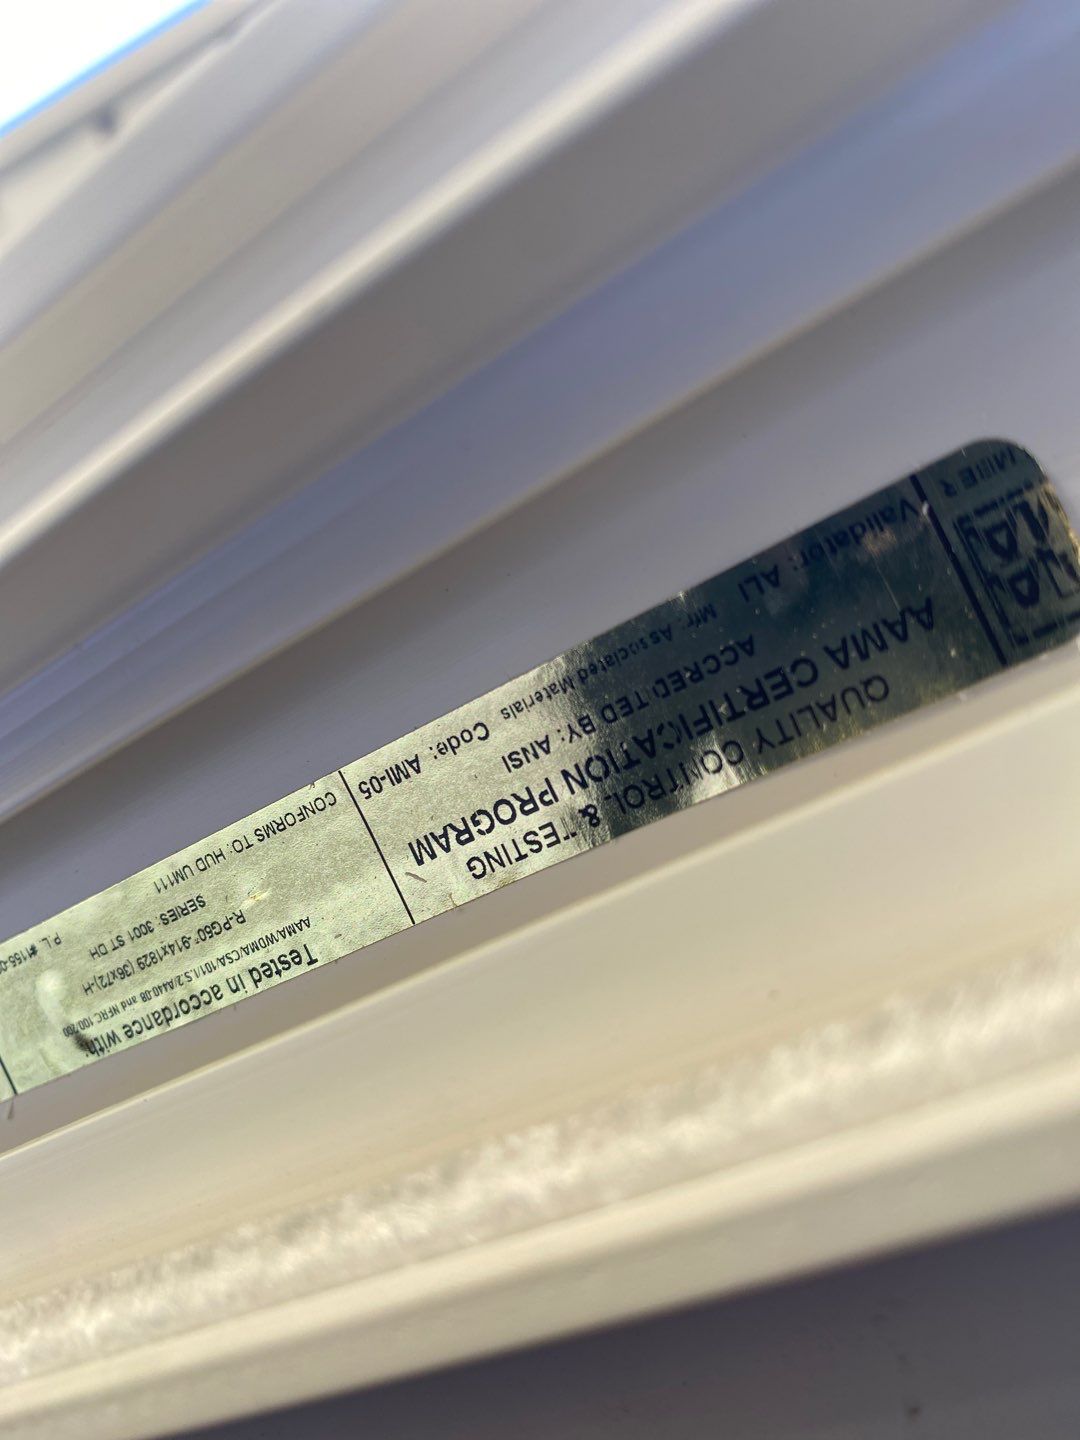 QUALITY CONTROL & TESTING
AAMA CERTIFICATION PROGRAM
ACCREDITED BY: ANSI
Mfr: Associated Materials Code: AMI-05
Validator: ALI
Tested in accordance with:
AAMA/WDMA/CSA/101/I.S.2/A440-08 and NFRC 100/200
R-PG50*-914x1829 (36x72)-H
SERIES: 3001 ST DH
CONFORMS TO: HUD UM111